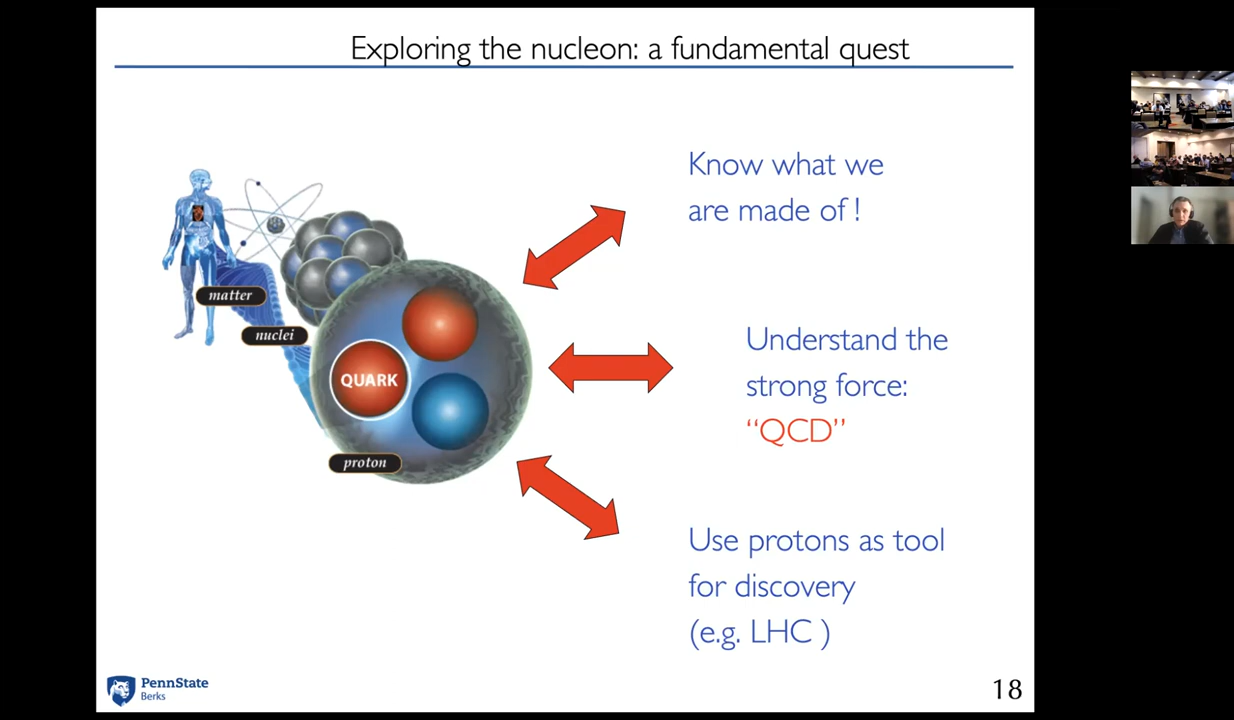 Exploring the nucleon: a fundamental quest
Know what we
are made of !
matter
nuclei
QUARK
proton
Understand the
strong force:
“QCD”
Use protons as tool
for discovery
(e.g. LHC )
PennState
Berks
18